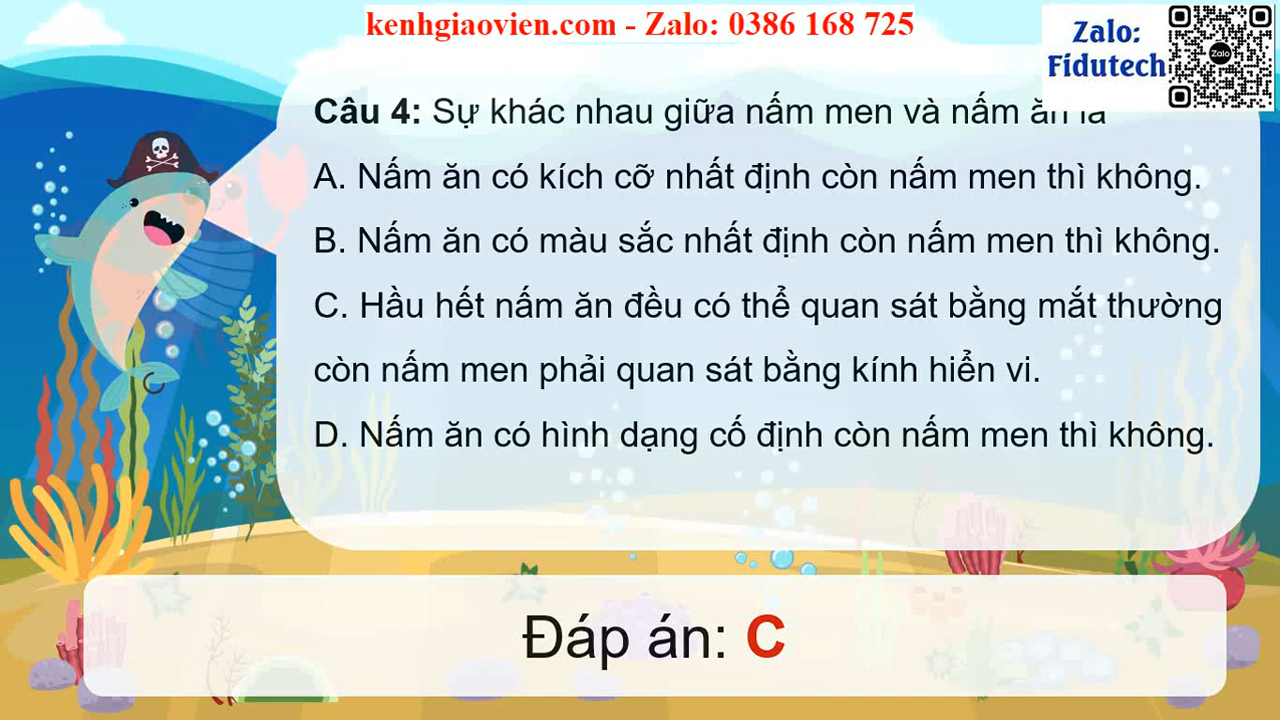 kenhgiaovien.com - Zalo: 0386 168 725
Zalo:
Fidutech
Zalo
Câu 4: Sự khác nhau giữa nấm men và nấm ăn là
A. Nấm ăn có kích cỡ nhất định còn nấm men thì không.
B. Nấm ăn có màu sắc nhất định còn nấm men thì không.
C. Hầu hết nấm ăn đều có thể quan sát bằng mắt thường
còn nấm men phải quan sát bằng kính hiển vi.
D. Nấm ăn có hình dạng cố định còn nấm men thì không.
Đáp án: C